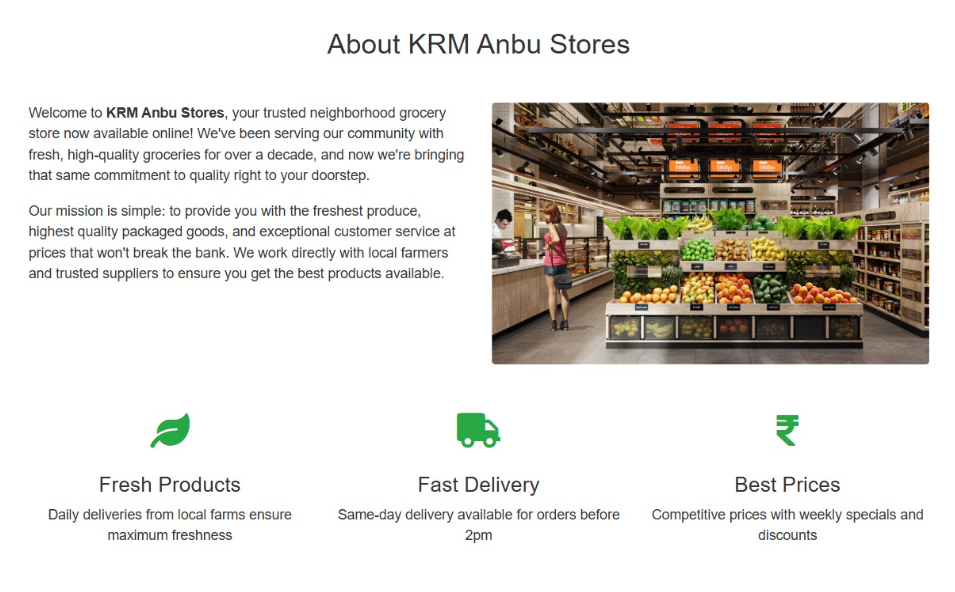 About KRM Anbu Stores
Welcome to KRM Anbu Stores, your trusted neighborhood grocery
store now available online! We've been serving our community with
fresh, high-quality groceries for over a decade, and now we're bringing
that same commitment to quality right to your doorstep.
Our mission is simple: to provide you with the freshest produce,
highest quality packaged goods, and exceptional customer service at
prices that won't break the bank. We work directly with local farmers
and trusted suppliers to ensure you get the best products available.
Fresh Products
Daily deliveries from local farms ensure
maximum freshness
Fast Delivery
Same-day delivery available for orders before
2pm
Best Prices
Competitive prices with weekly specials and
discounts